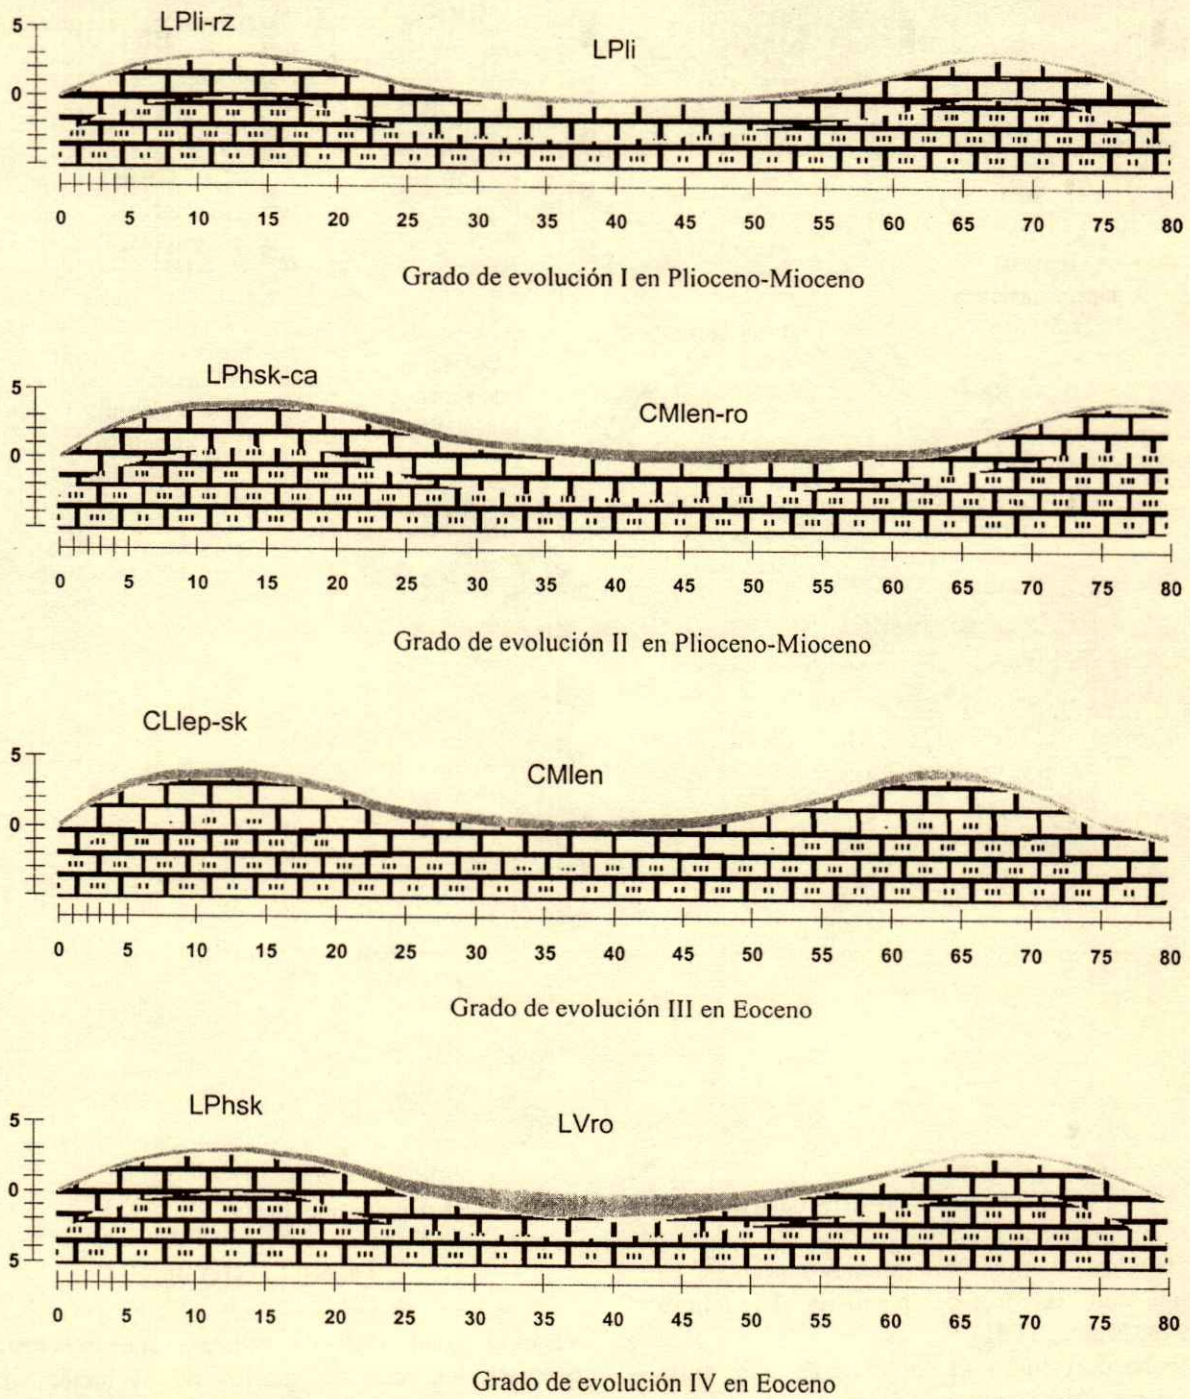 LPli-rz
LPli
5
0
0 5 10 15 20 25 30 35 40 45 50 55 60 65 70 75 80
Grado de evolución I en Plioceno-Mioceno
LPhsk-ca
CMlen-ro
5
0
0 5 10 15 20 25 30 35 40 45 50 55 60 65 70 75 80
Grado de evolución II en Plioceno-Mioceno
CLlep-sk
CMlen
5
0
0 5 10 15 20 25 30 35 40 45 50 55 60 65 70 75 80
Grado de evolución III en Eoceno
LPhsk
LVro
5
0
5
0 5 10 15 20 25 30 35 40 45 50 55 60 65 70 75 80
Grado de evolución IV en Eoceno